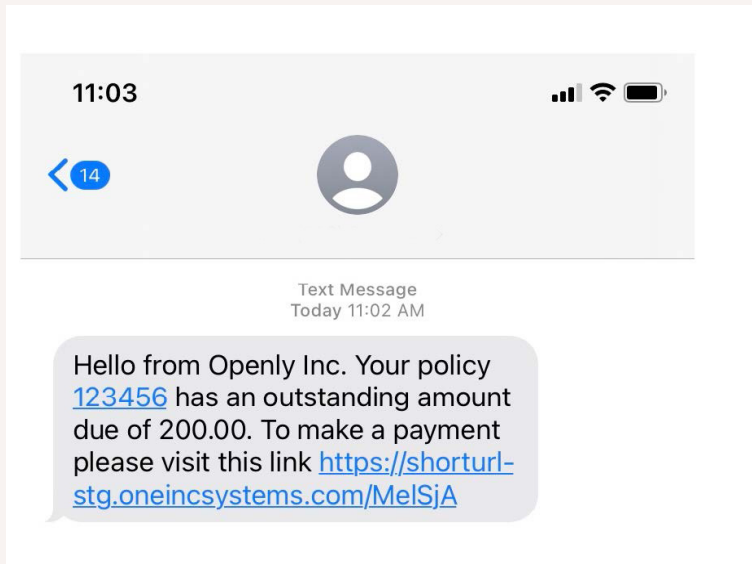 11:03
14
Text Message
Today 11:02 AM
Hello from Openly Inc. Your policy
123456 has an outstanding amount
due of 200.00. To make a payment
please visit this link https://shorturl-
stg.oneincsystems.com/MelSjA